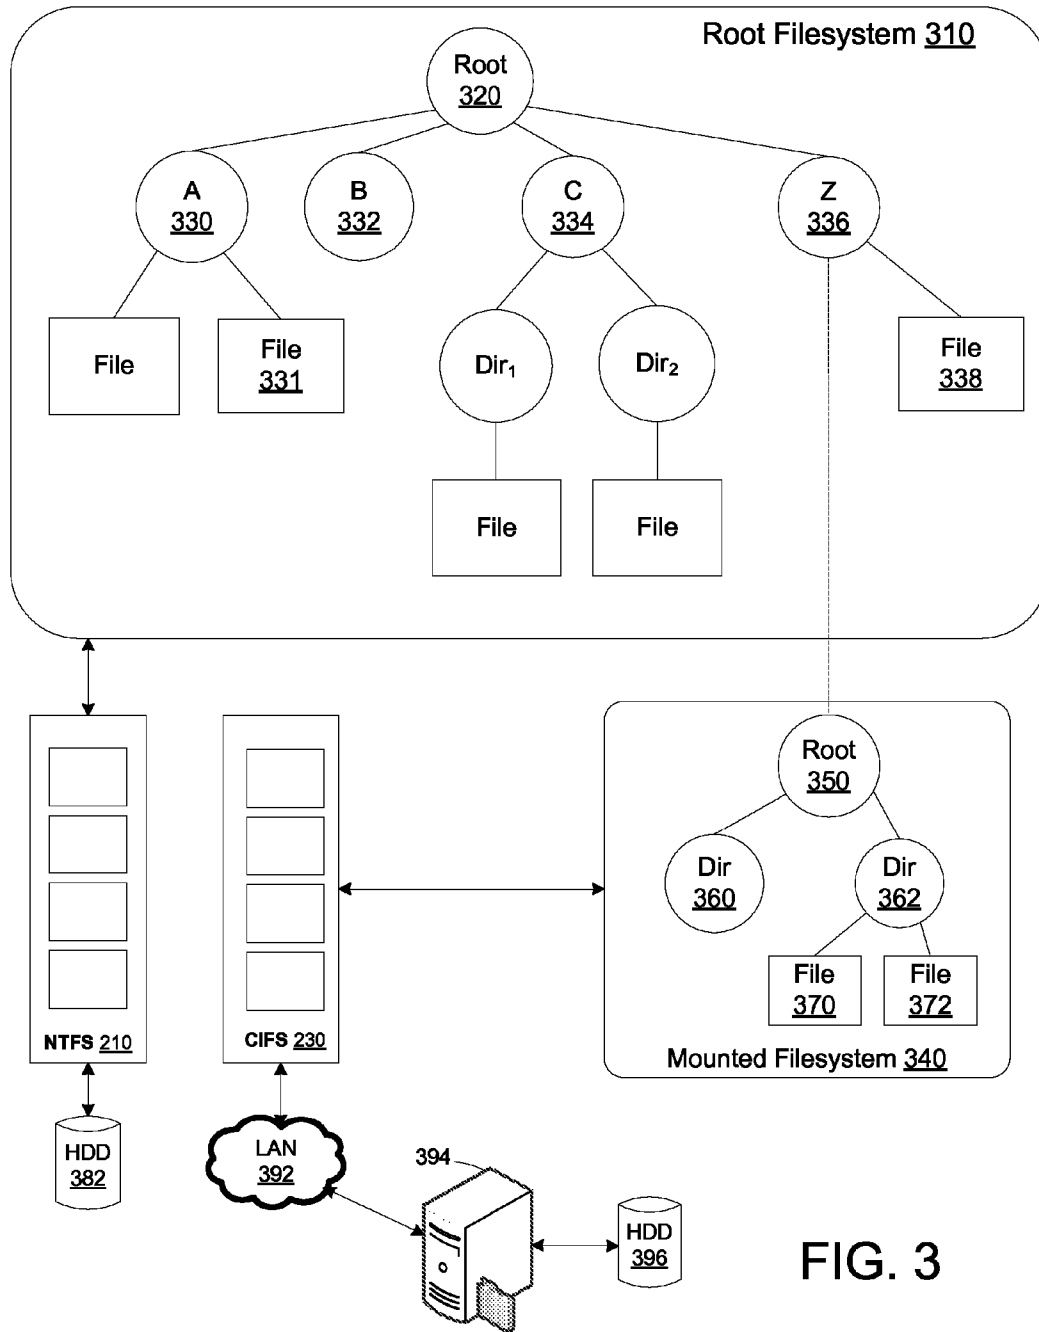 Root Filesystem 310
Root
320
A
330
B
332
C
334
Z
336
File
File
331
Dir1
Dir2
File
338
File
File
Root
350
Dir
360
Dir
362
File
370
File
372
Mounted Filesystem 340
NTFS 210
CIFS 230
HDD
382
LAN
392
394
HDD
396
FIG. 3